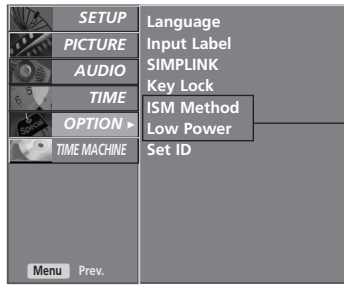 SETUP
PICTURE
AUDIO
TIME
OPTION ►
TIME MACHINE
Menu Prev.
Language
Input Label
SIMPLINK
Key Lock
ISM Method
Low Power
Set ID